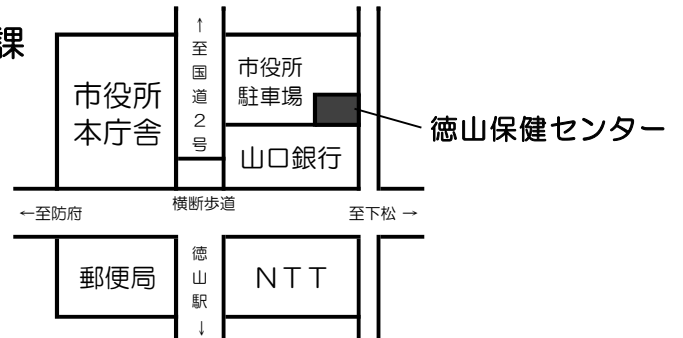 課
↑至国道2号
市役所
駐車場
市役所
本庁舎
徳山保健センター
山口銀行
横断歩道
←至防府
至下松 →
郵便局
徳山駅↓
NTT